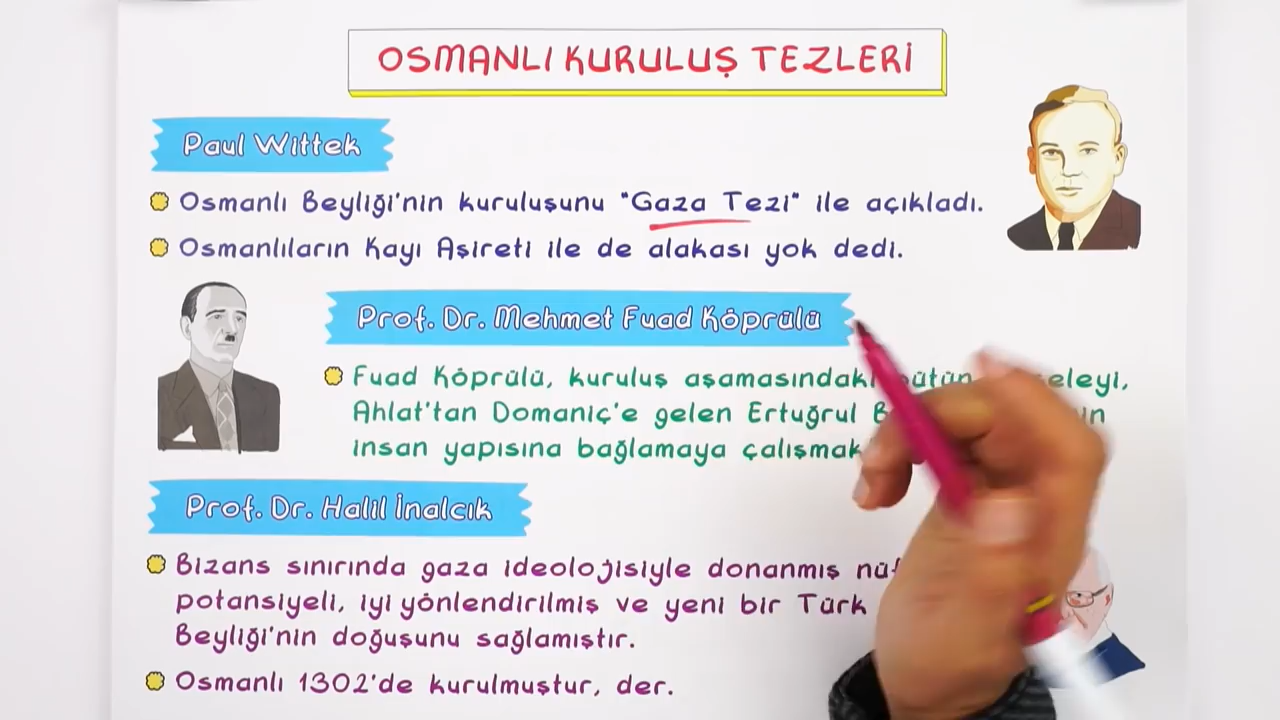 OSMANLI KURULUŞ TEZLERİ
Paul Wittek
Osmanlı Beyliği'nin kuruluşunu "Gaza Tezi" ile açıkladı.
Osmanlıların Kayı Aşireti ile de alakası yok dedi.
Prof. Dr. Mehmet Fuad Köprülü
Fuad Köprülü, kuruluş aşamasındaki bütün
Ahlat'tan Domaniç'e gelen Ertuğrul
insan yapısına bağlamaya
Prof. Dr. Halil İnalcık
Bizans sınırında gaza ideolojisiyle donanmış
potansiyeli, iyi yönlendirilmiş ve yeni bir Türk
Beyliği'nin doğuşunu sağlamıştır.
Osmanlı 1302'de kurulmuştur, der.